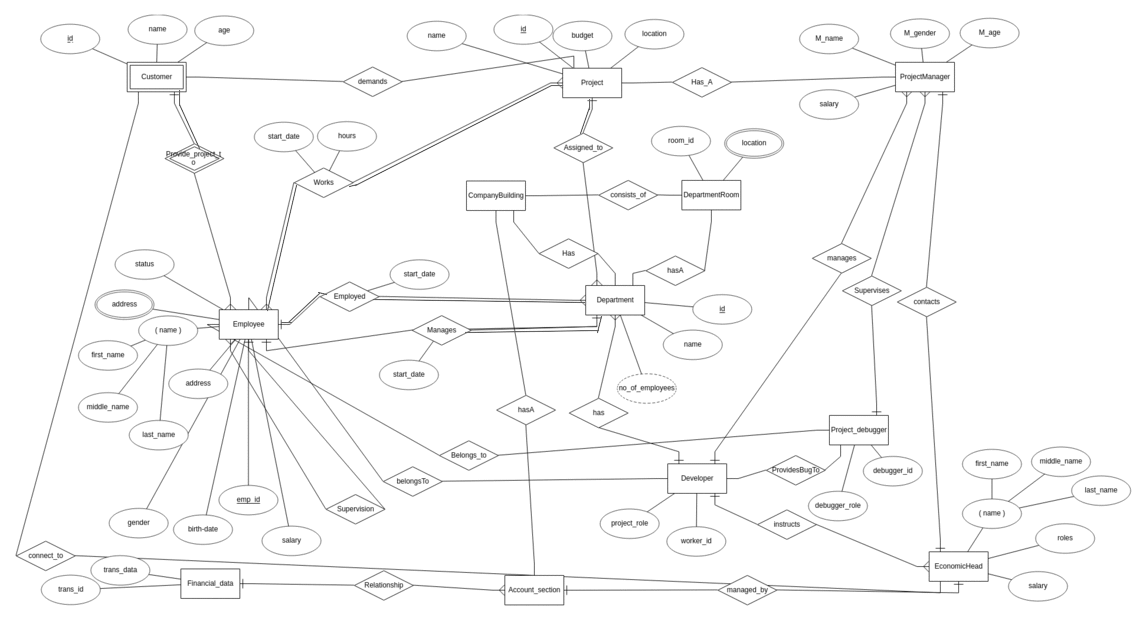 id
name
age
name
id
budget
location
M_name
M_gender
M_age
Customer
demands
Project
Has_A
ProjectManager
salary
start_date
hours
Assigned_to
room_id
location
Provide_project_t
o
Works
CompanyBuilding
consists_of
DepartmentRoom
status
Has
hasA
manages
start_date
Supervises
contacts
address
Employed
Department
id
( name )
Employee
Manages
name
first_name
address
start_date
no_of_employees
middle_name
last_name
hasA
has
Project_debugger
Belongs_to
belongsTo
Developer
ProvidesBugTo
debugger_id
first_name
middle_name
last_name
emp_id
Supervision
debugger_role
gender
birth-date
salary
project_role
worker_id
instructs
( name )
roles
connect_to
trans_data
trans_id
Financial_data
Relationship
Account_section
managed_by
EconomicHead
salary